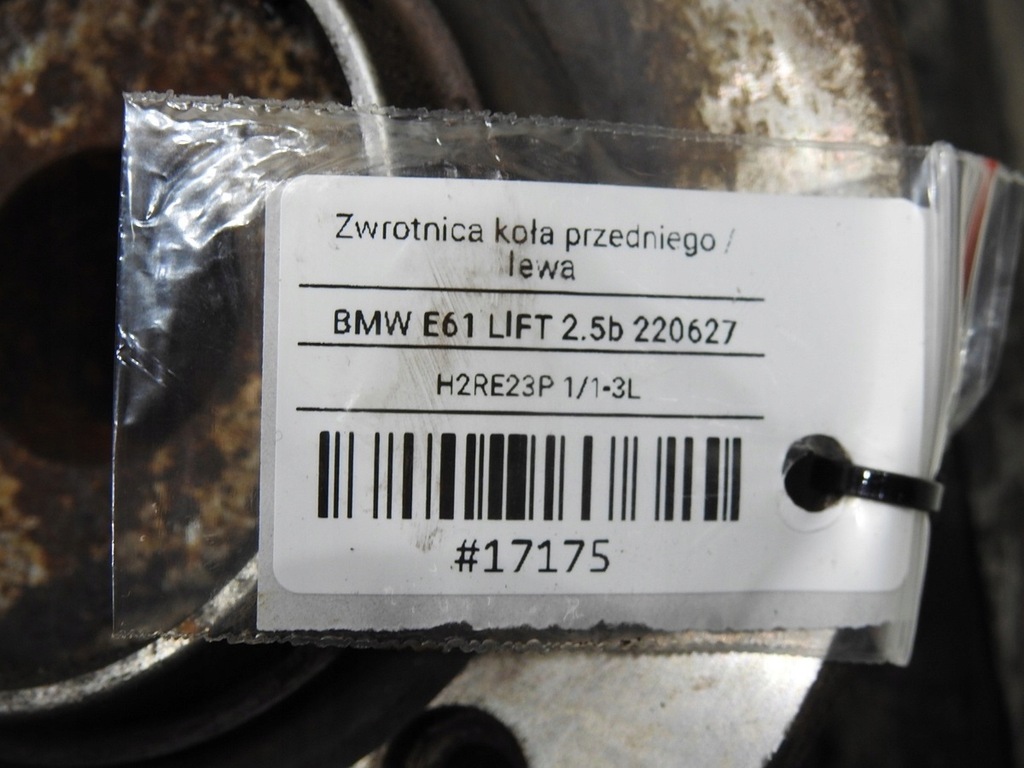 Zwrotnica koła przedniego /
lewa
BMW E61 LIFT 2.5b 220627
H2RE23P 1/1-3L
#17175